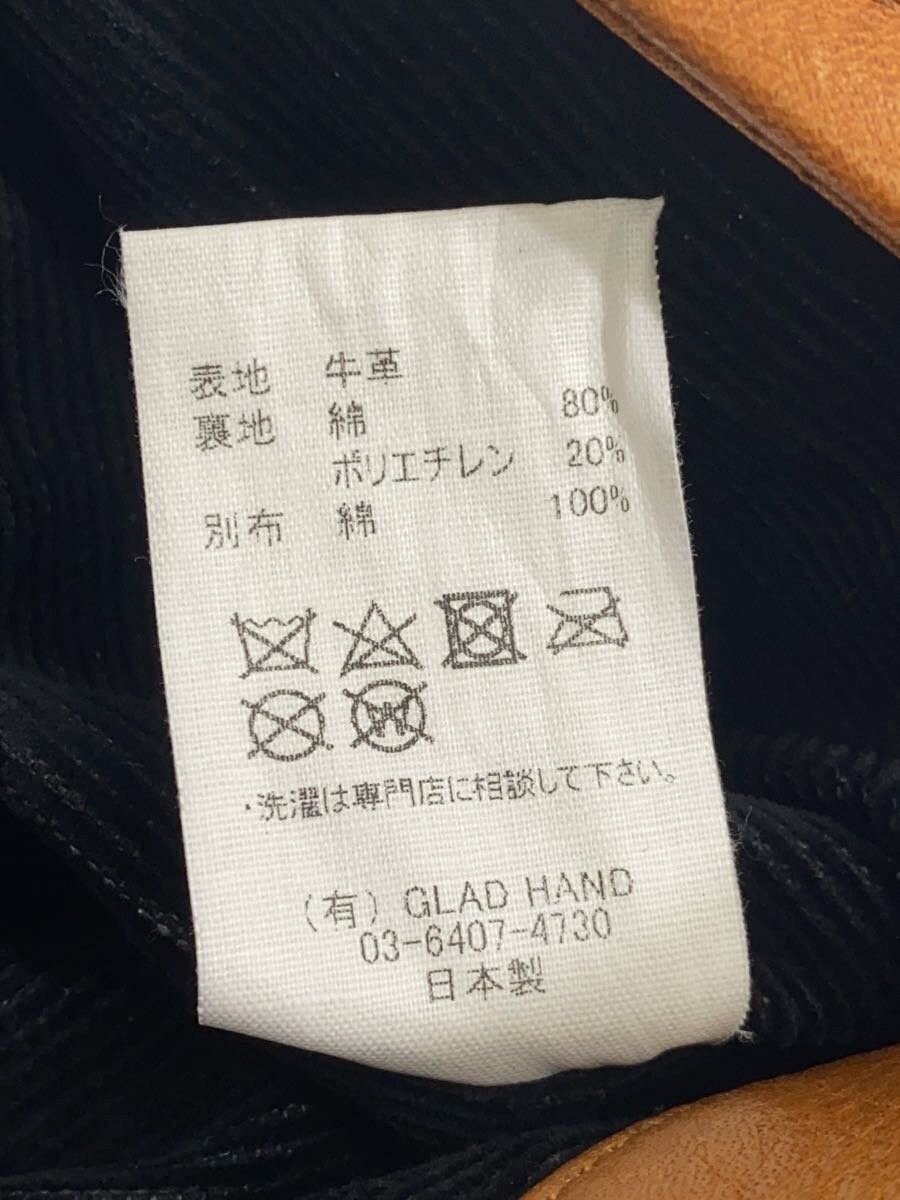 表地 牛革
裏地 綿 80%
ポリエチレン 20%
別布 綿 100%
・洗濯は専門店に相談して下さい。
(有) GLAD HAND
03-6407-4730
日本製